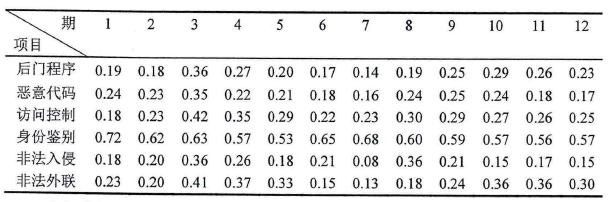 期 1 2 3 4 5 6 7 8 9 10 11 12
项目
后门程序 0.19 0.18 0.36 0.27 0.20 0.17 0.14 0.19 0.25 0.29 0.26 0.23
恶意代码 0.24 0.23 0.35 0.22 0.21 0.18 0.16 0.24 0.25 0.24 0.18 0.17
访问控制 0.18 0.23 0.42 0.35 0.29 0.22 0.23 0.30 0.29 0.27 0.26 0.25
身份鉴别 0.72 0.62 0.63 0.57 0.53 0.65 0.68 0.60 0.59 0.57 0.56 0.57
非法入侵 0.18 0.20 0.36 0.26 0.18 0.21 0.08 0.36 0.21 0.15 0.17 0.15
非法外联 0.23 0.20 0.41 0.37 0.33 0.15 0.13 0.18 0.24 0.36 0.36 0.30